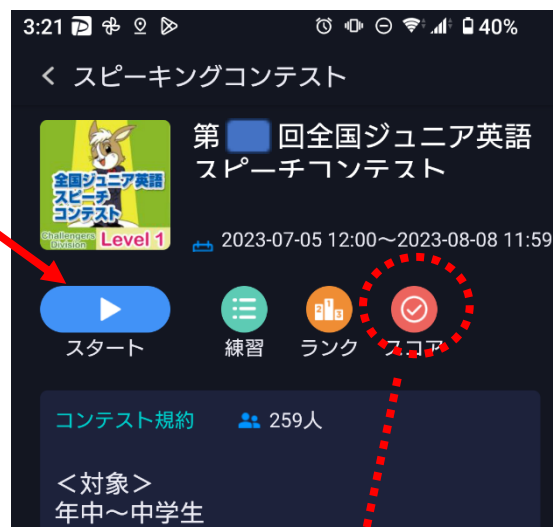 3:21
40%
スピーキングコンテスト
全国ジュニア英語
スピーチ
コンテスト
Challengers
Division
Level 1
第 回全国ジュニア英語
スピーチコンテスト
2023-07-05 12:00～2023-08-08 11:59
スタート
練習
ランク
スコア
コンテスト規約
259人
＜対象＞
年中～中学生